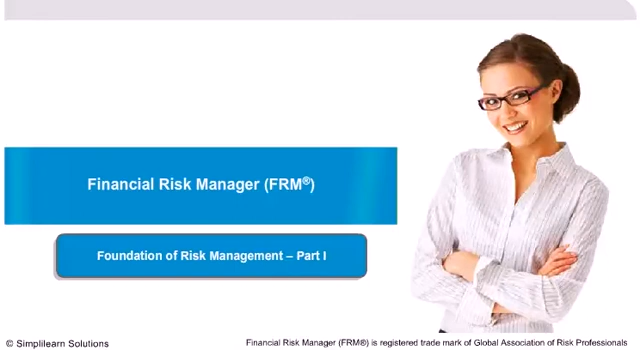 Financial Risk Manager (FRM®)
Foundation of Risk Management – Part I
© Simplilearn Solutions
Financial Risk Manager (FRM®) is registered trade mark of Global Association of Risk Professionals